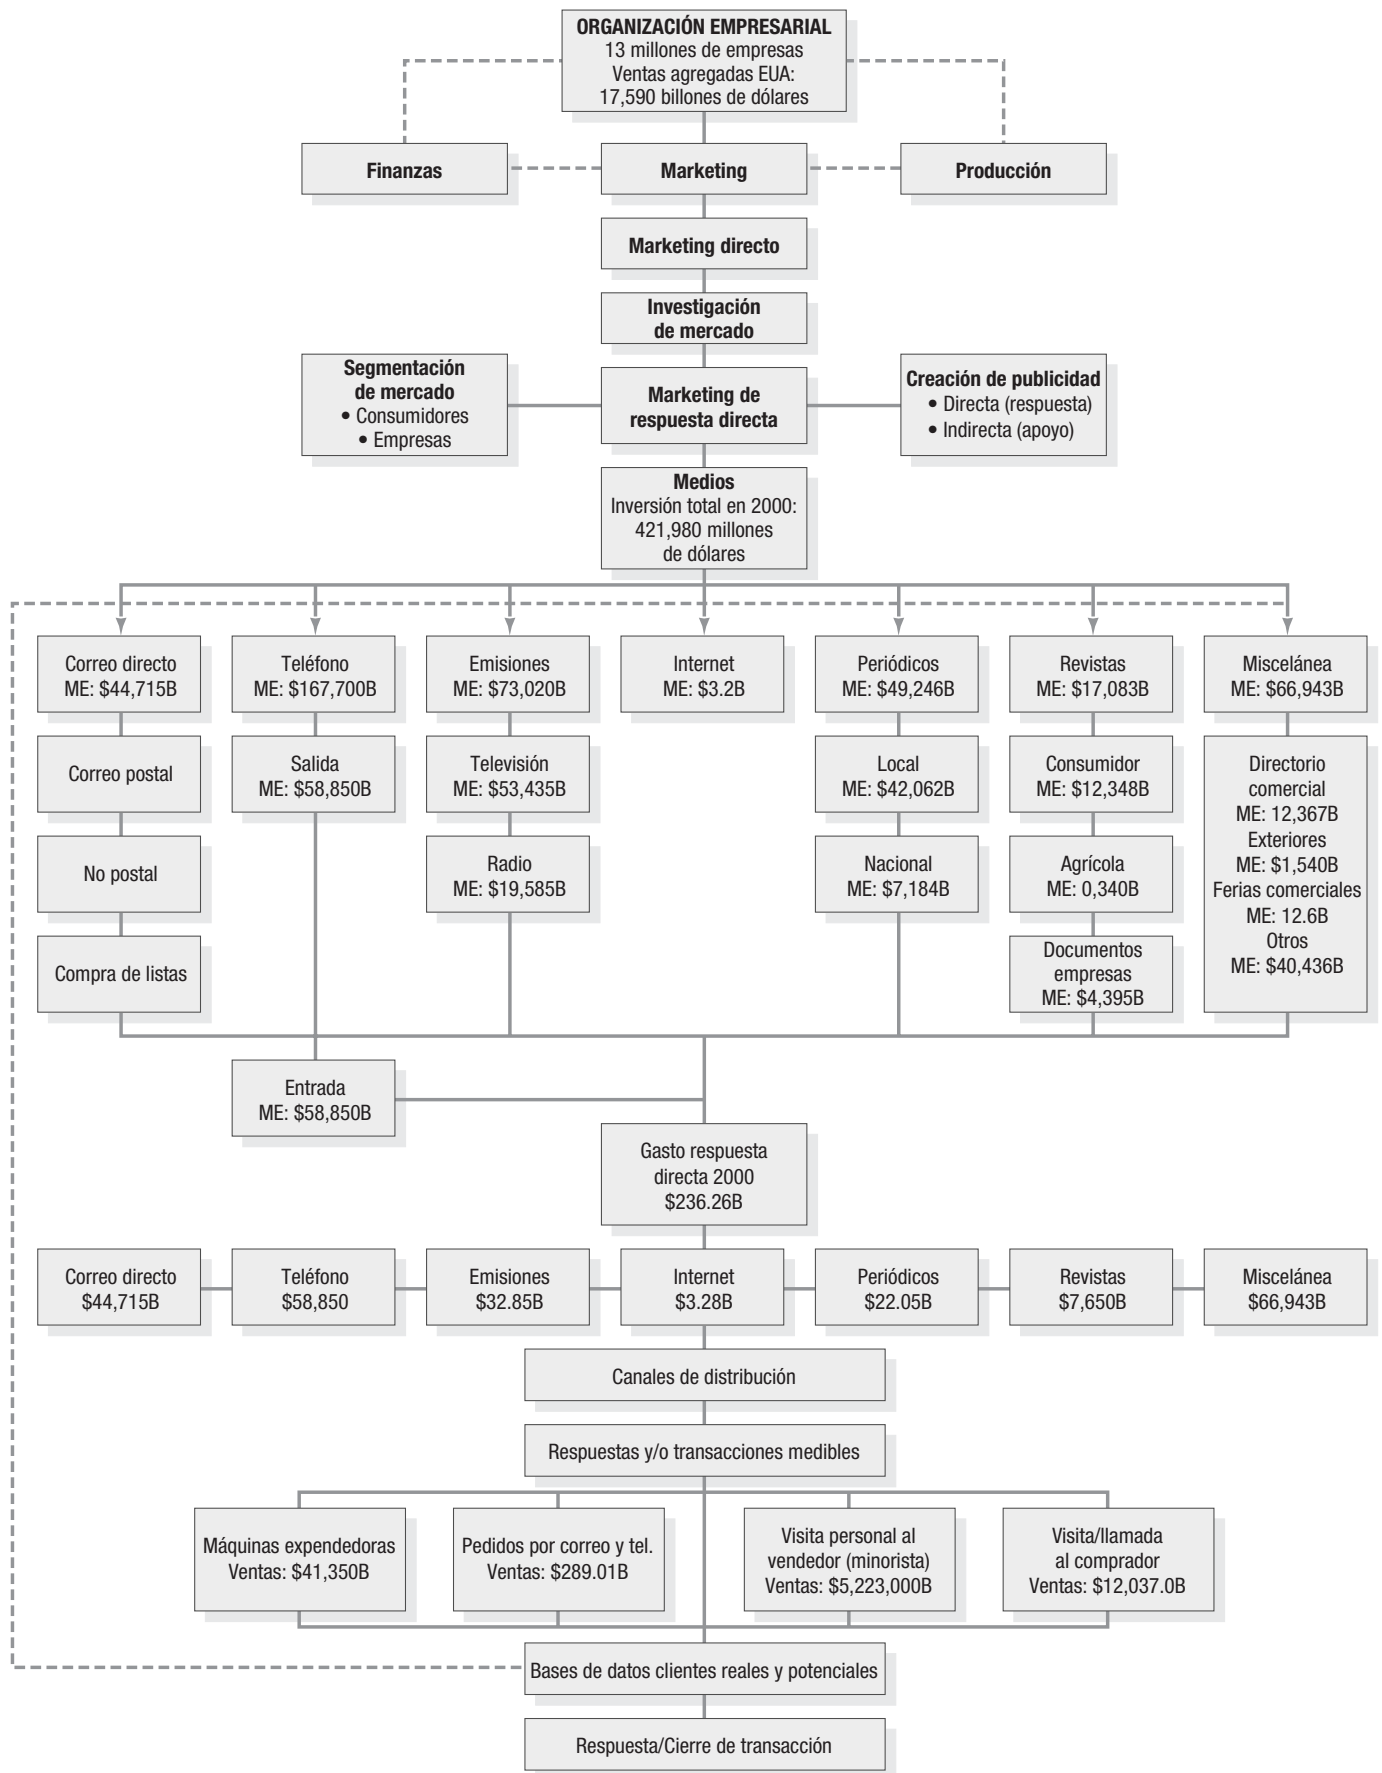 ORGANIZACIÓN EMPRESARIAL
13 millones de empresas
Ventas agregadas EUA:
17,590 billones de dólares
Finanzas
Marketing
Producción
Marketing directo
Investigación
de mercado
Segmentación
de mercado
• Consumidores
• Empresas
Marketing de
respuesta directa
Creación de publicidad
• Directa (respuesta)
• Indirecta (apoyo)
Medios
Inversión total en 2000:
421,980 millones
de dólares
Correo directo
ME: $44,715B
Teléfono
ME: $167,700B
Emisiones
ME: $73,020B
Internet
ME: $3.2B
Periódicos
ME: $49,246B
Revistas
ME: $17,083B
Miscelánea
ME: $66,943B
Correo postal
Salida
ME: $58,850B
Televisión
ME: $53,435B
Local
ME: $42,062B
Consumidor
ME: $12,348B
Directorio
comercial
ME: 12,367B
Exteriores
ME: $1,540B
Ferias comerciales
ME: 12.6B
Otros
ME: $40,436B
No postal
Radio
ME: $19,585B
Nacional
ME: $7,184B
Agrícola
ME: 0,340B
Compra de listas
Documentos
empresas
ME: $4,395B
Entrada
ME: $58,850B
Gasto respuesta
directa 2000
$236.26B
Correo directo
$44,715B
Teléfono
$58,850
Emisiones
$32.85B
Internet
$3.28B
Periódicos
$22.05B
Revistas
$7,650B
Miscelánea
$66,943B
Canales de distribución
Respuestas y/o transacciones medibles
Máquinas expendedoras
Ventas: $41,350B
Pedidos por correo y tel.
Ventas: $289.01B
Visita personal al
vendedor (minorista)
Ventas: $5,223,000B
Visita/llamada
al comprador
Ventas: $12,037.0B
Bases de datos clientes reales y potenciales
Respuesta/Cierre de transacción